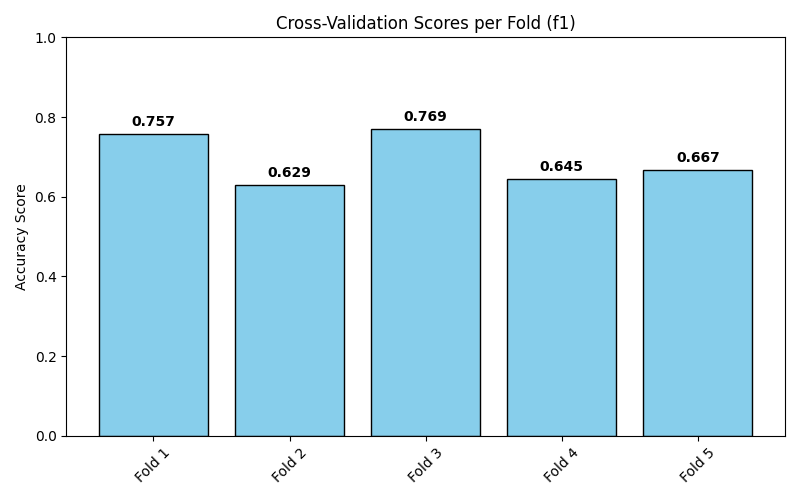 Cross-Validation Scores per Fold (f1)
Accuracy Score
1.0
0.8
0.6
0.4
0.2
0.0
0.757
0.629
0.769
0.645
0.667
Fold 1
Fold 2
Fold 3
Fold 4
Fold 5